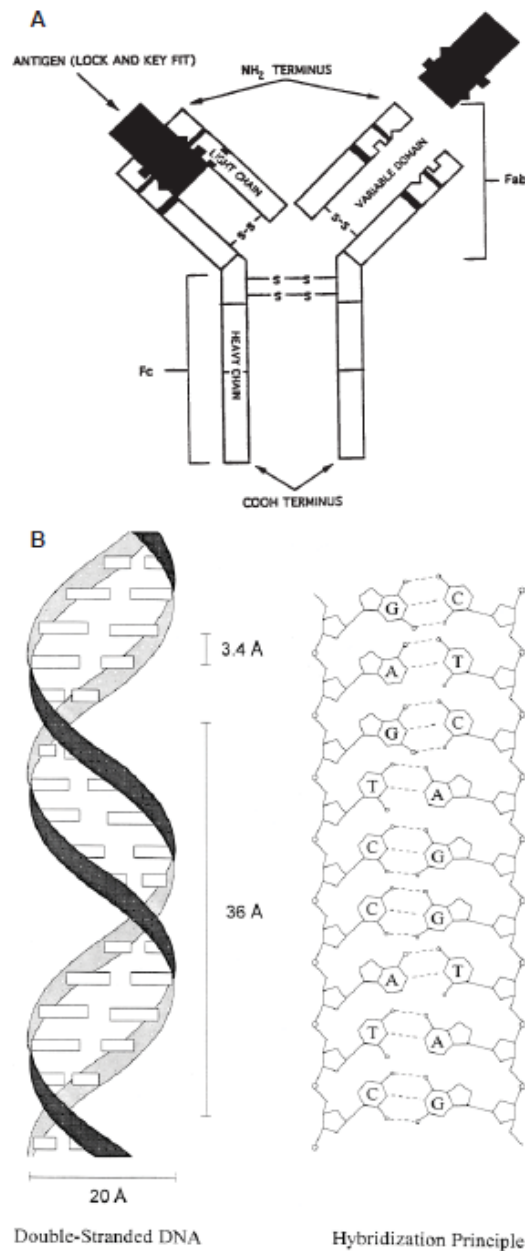 A
ANTIGEN (LOCK AND KEY FIT)
NH2 TERMINUS
LIGHT CHAIN
VARIABLE DOMAIN
Fab
S-S
S-S
S S
S S
Fc
HEAVY CHAIN
COOH TERMINUS
B
3.4 Å
36 Å
20 Å
G C
A T
G C
T A
C G
C G
A T
T A
C G
Double-Stranded DNA
Hybridization Principle